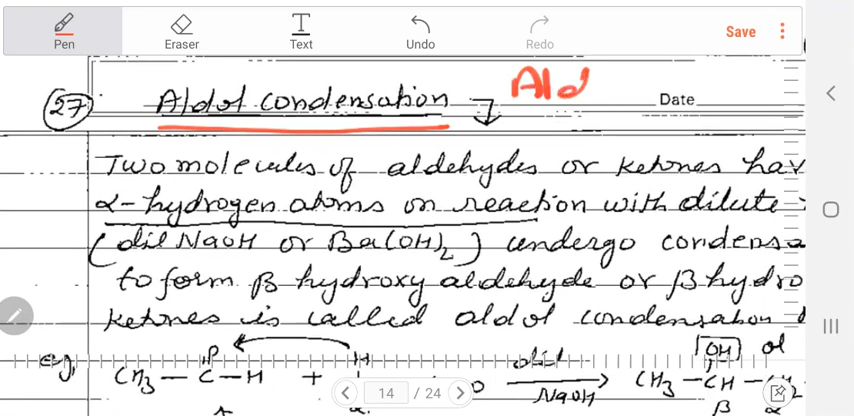 Pen
Eraser
Text
Undo
Redo
Save
27
Aldol condensation
Ald
Date
Two molecules of aldehydes or ketones hav
α-hydrogen atoms on reaction with dilute
(dil NaOH or Ba(OH)₂) undergo condensa
to form β hydroxy aldehyde or β hydro
ketones is called aldol condensation
eg,
dil
OH
ol
CH₃ – C – H +
NaOH
CH₃ – CH –
β
α
14 / 24